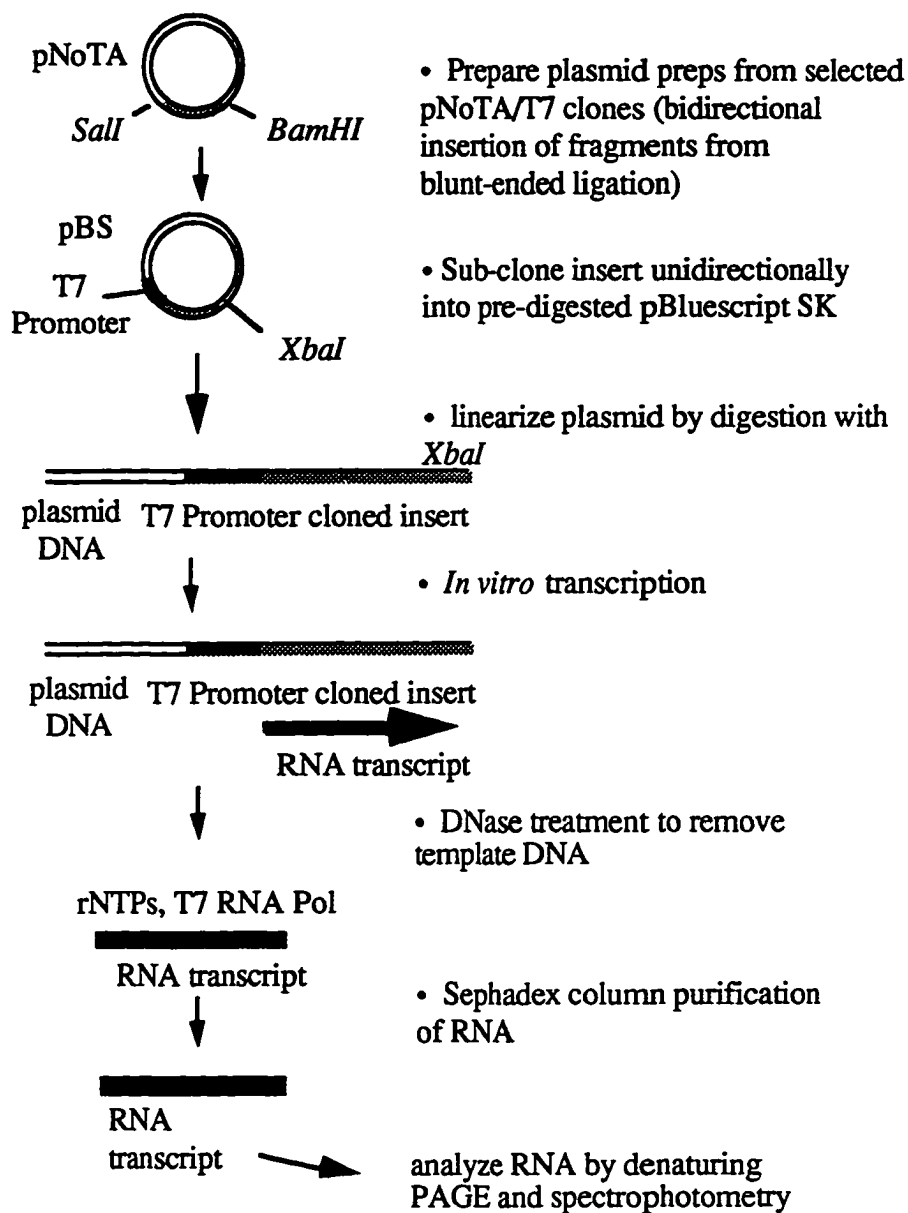 pNoTA
SalI
BamHI
• Prepare plasmid preps from selected
pNoTA/T7 clones (bidirectional
insertion of fragments from
blunt-ended ligation)
pBS
T7
Promoter
XbaI
• Sub-clone insert unidirectionally
into pre-digested pBluescript SK
• linearize plasmid by digestion with
XbaI
plasmid
DNA
T7 Promoter cloned insert
• In vitro transcription
plasmid
DNA
T7 Promoter cloned insert
RNA transcript
• DNase treatment to remove
template DNA
rNTPs, T7 RNA Pol
RNA transcript
• Sephadex column purification
of RNA
RNA
transcript
analyze RNA by denaturing
PAGE and spectrophotometry